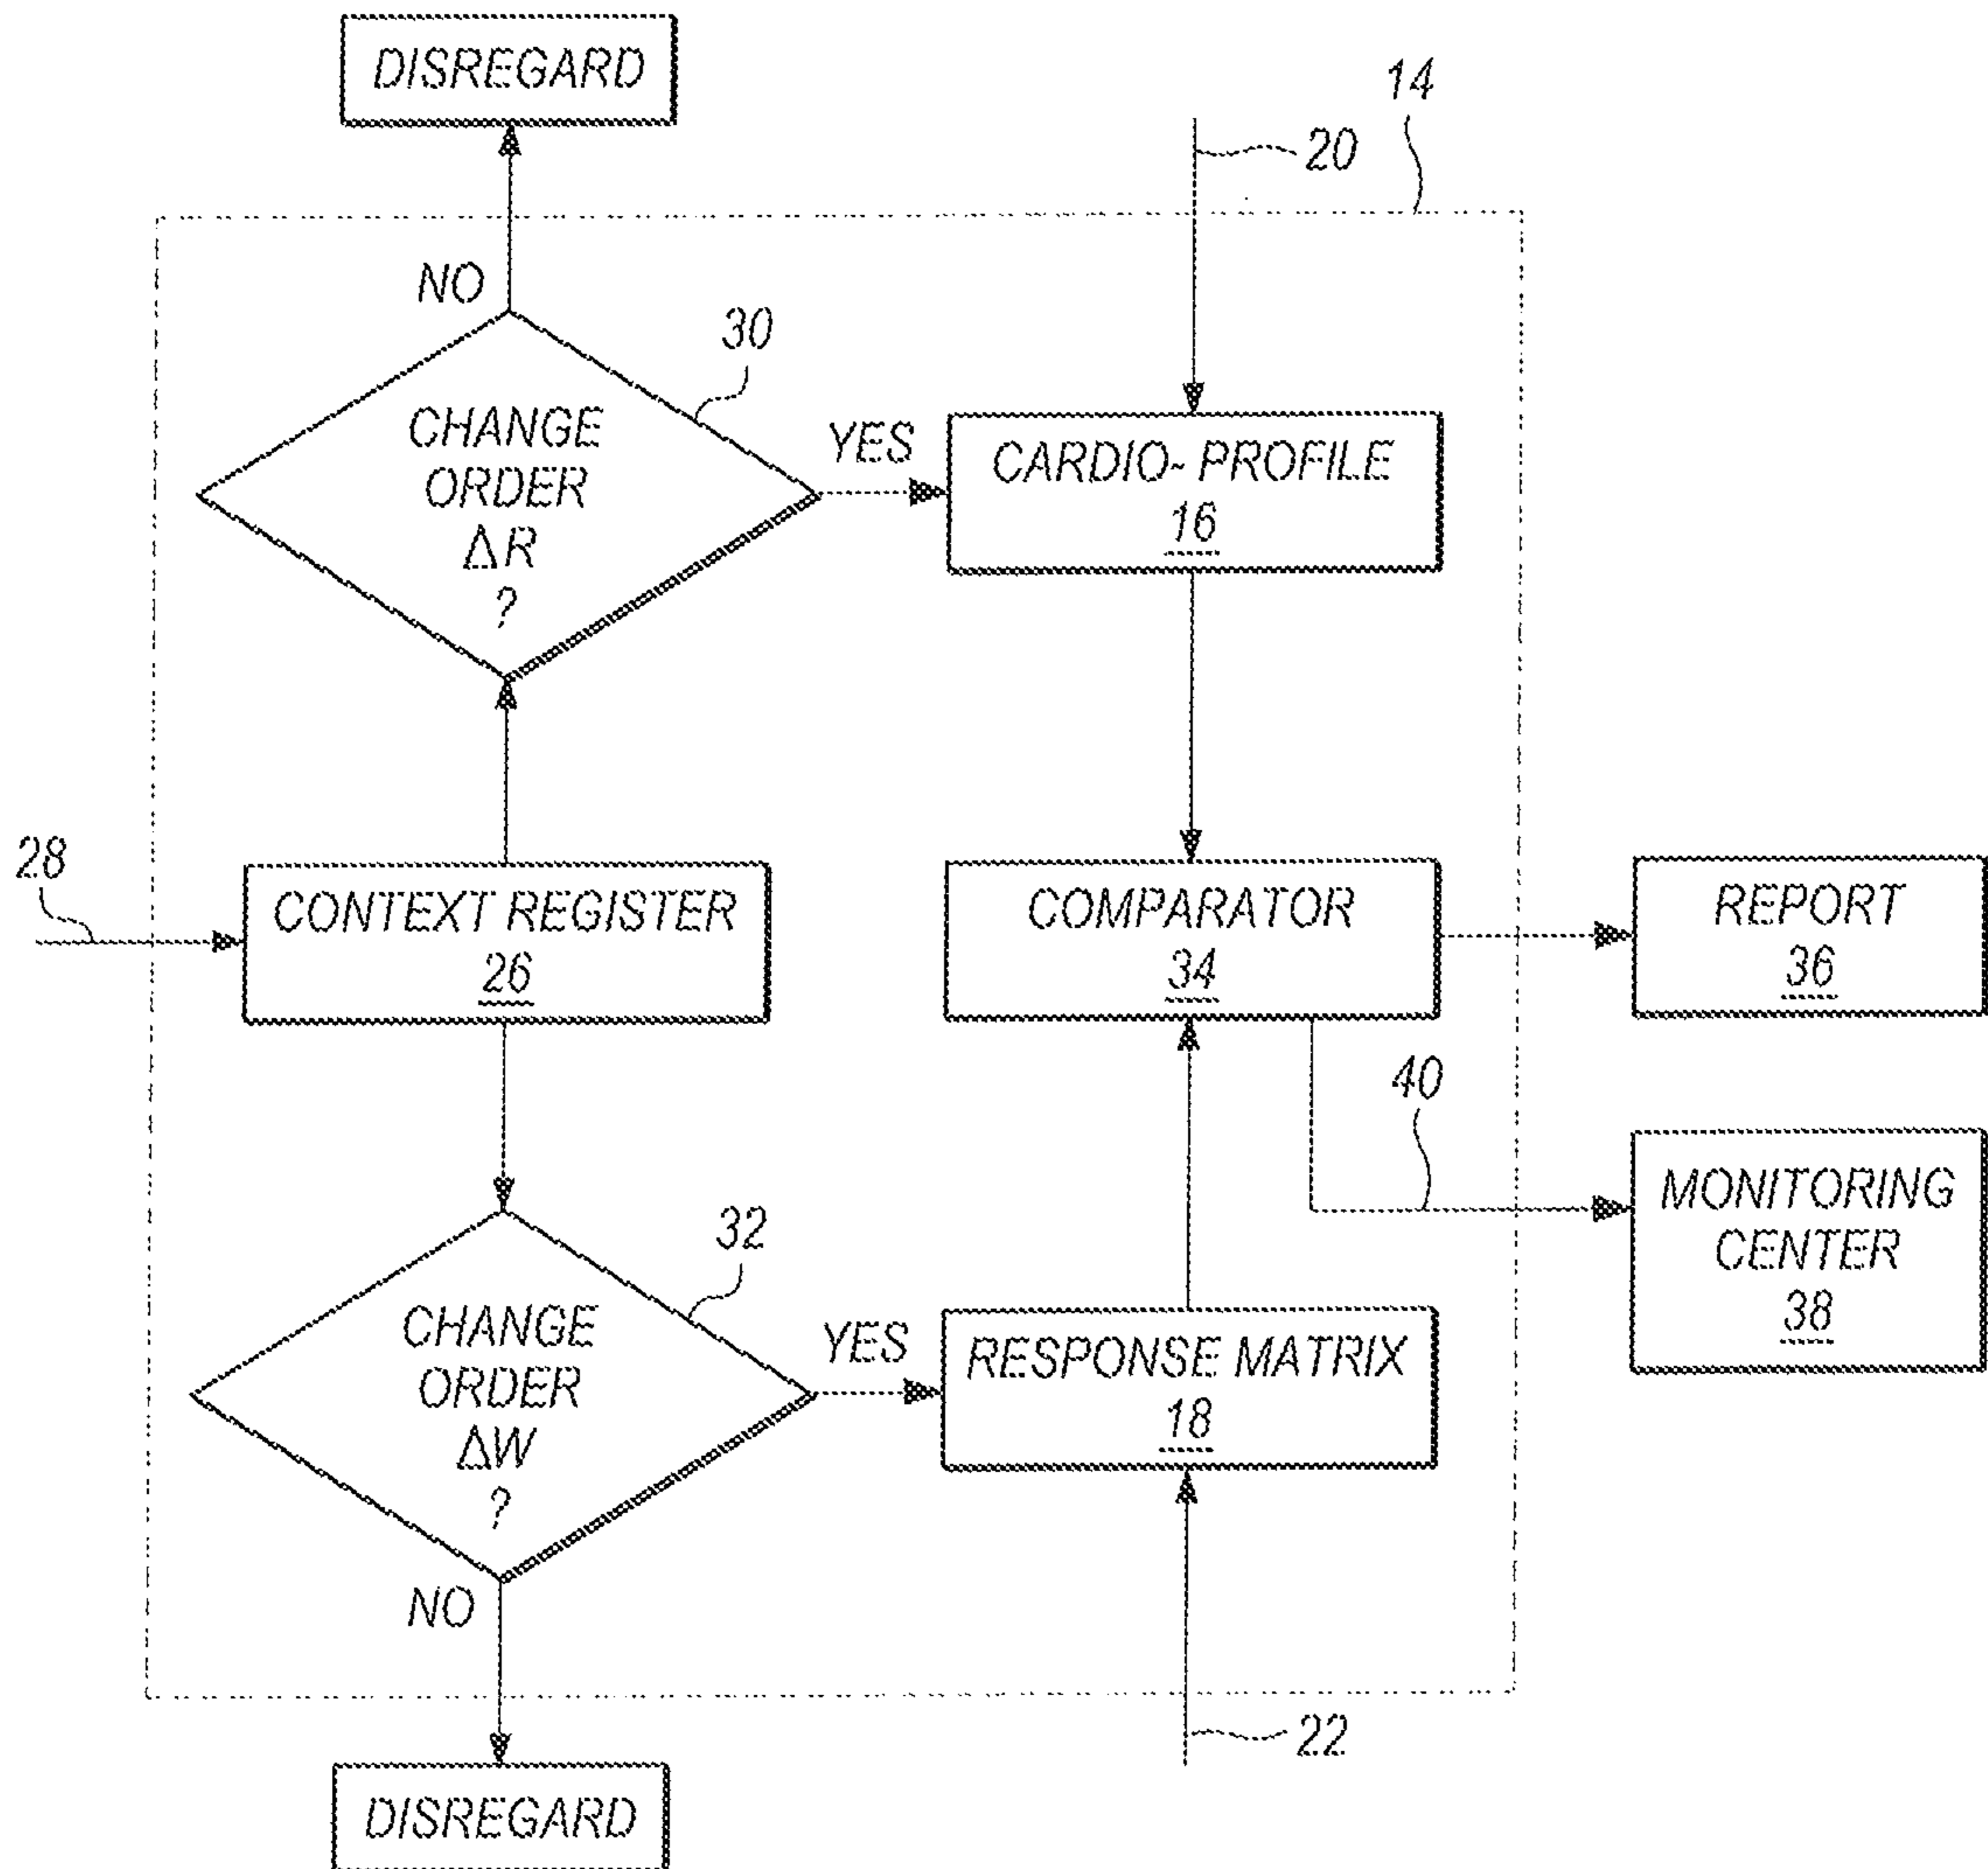 DISREGARD
14
20
NO
30
CHANGE
ORDER
ΔR
?
YES
CARDIO- PROFILE
16
28
CONTEXT REGISTER
26
COMPARATOR
34
REPORT
36
40
MONITORING
CENTER
38
32
CHANGE
ORDER
ΔW
?
YES
RESPONSE MATRIX
18
NO
22
DISREGARD